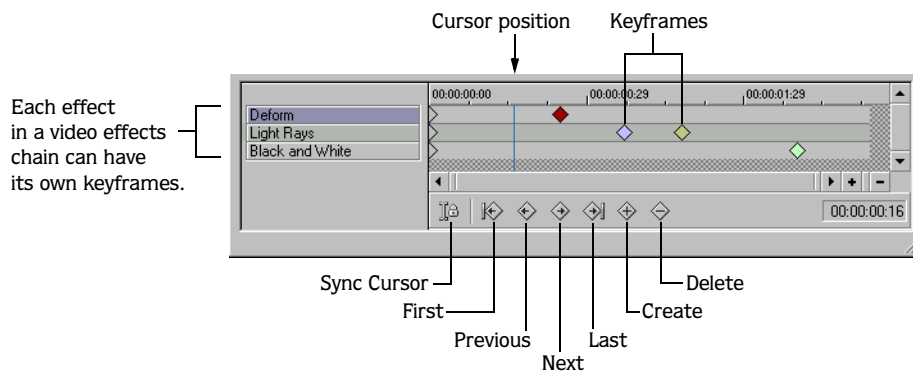 Cursor position
Keyframes
00:00:00:00
00:00:00:29
00:00:01:29
Each effect
in a video effects
chain can have
its own keyframes.
Deform
Light Rays
Black and White
00:00:00:16
Sync Cursor
Delete
First
Create
Previous
Last
Next